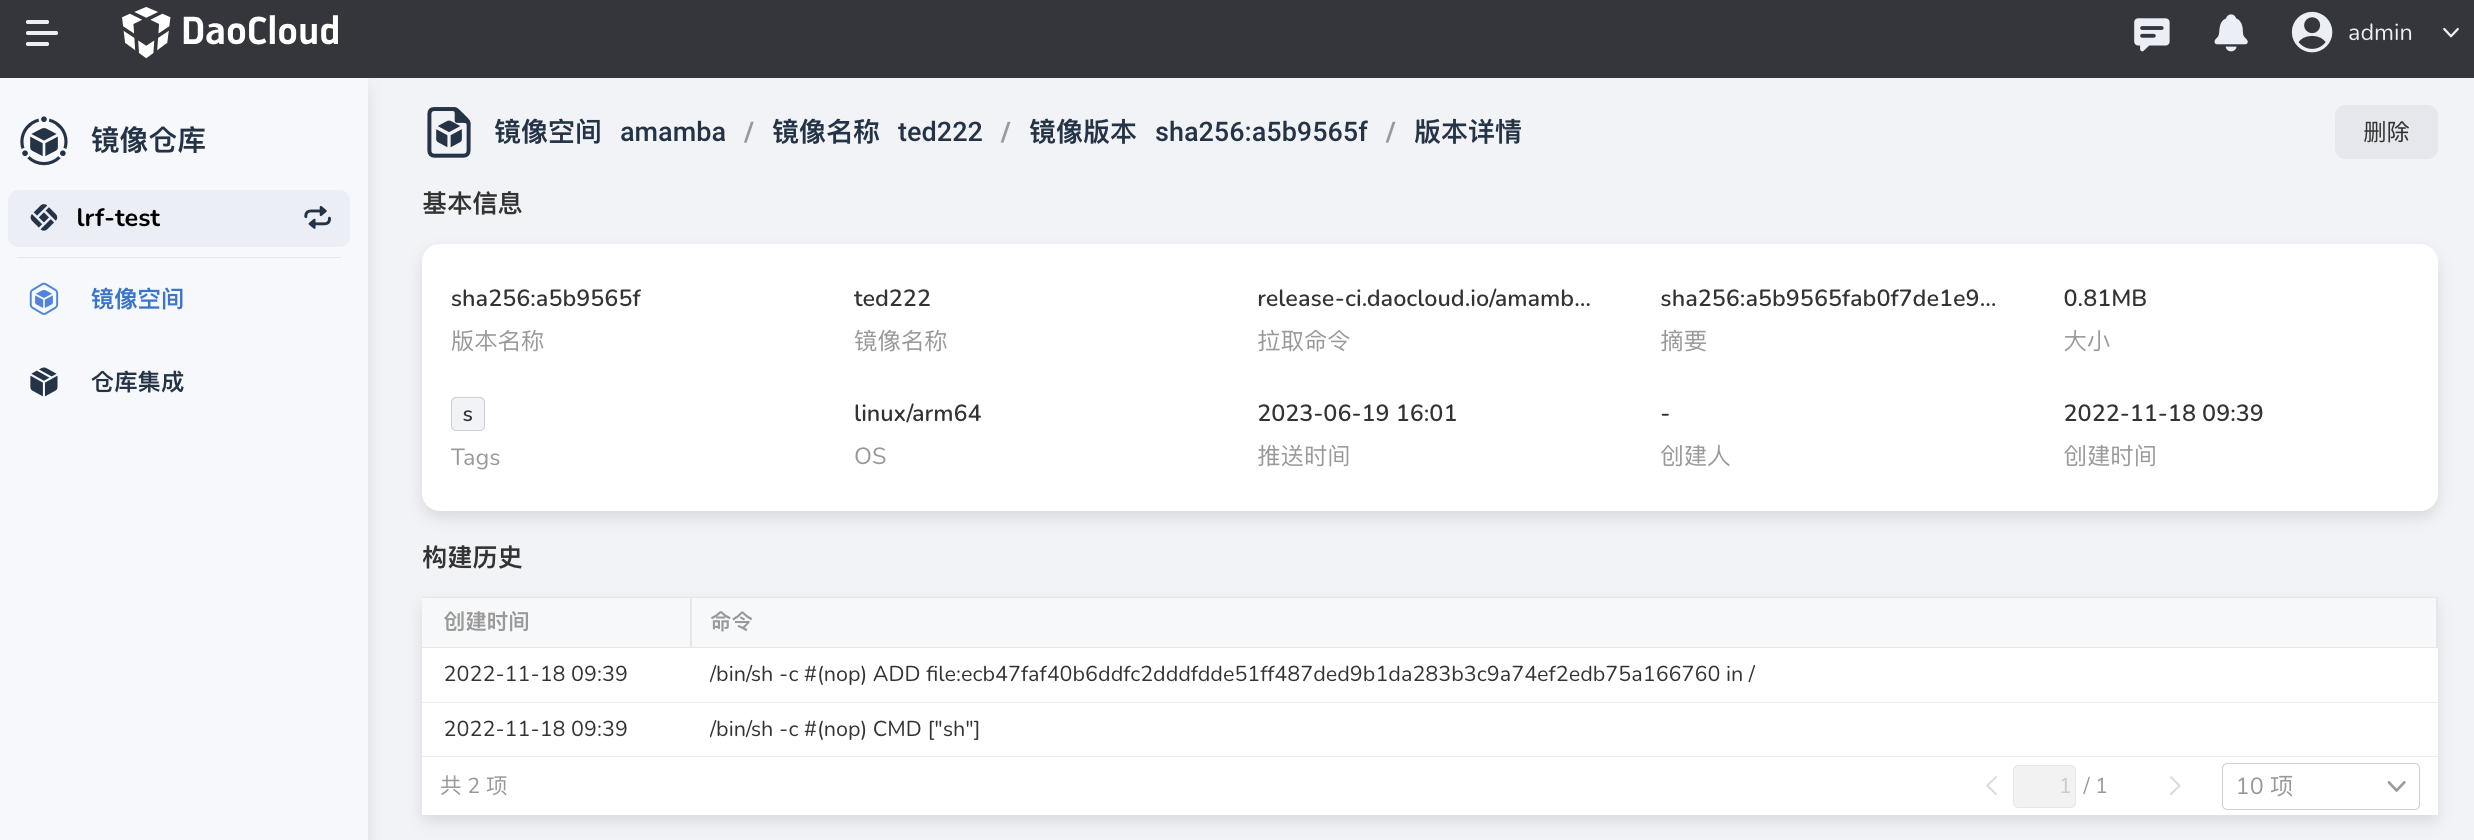 DaoCloud
admin
镜像仓库
lrf-test
镜像空间
仓库集成
镜像空间 amamba / 镜像名称 ted222 / 镜像版本 sha256:a5b9565f / 版本详情
删除
基本信息
sha256:a5b9565f ted222 release-ci.daocloud.io/amamb... sha256:a5b9565fab0f7de1e9... 0.81MB
版本名称 镜像名称 拉取命令 摘要 大小
s linux/arm64 2023-06-19 16:01 - 2022-11-18 09:39
Tags OS 推送时间 创建人 创建时间
构建历史
创建时间 命令
2022-11-18 09:39 /bin/sh -c #(nop) ADD file:ecb47faf40b6ddfc2dddfdde51ff487ded9b1da283b3c9a74ef2edb75a166760 in /
2022-11-18 09:39 /bin/sh -c #(nop) CMD ["sh"]
共 2 项 1 / 1 10 项